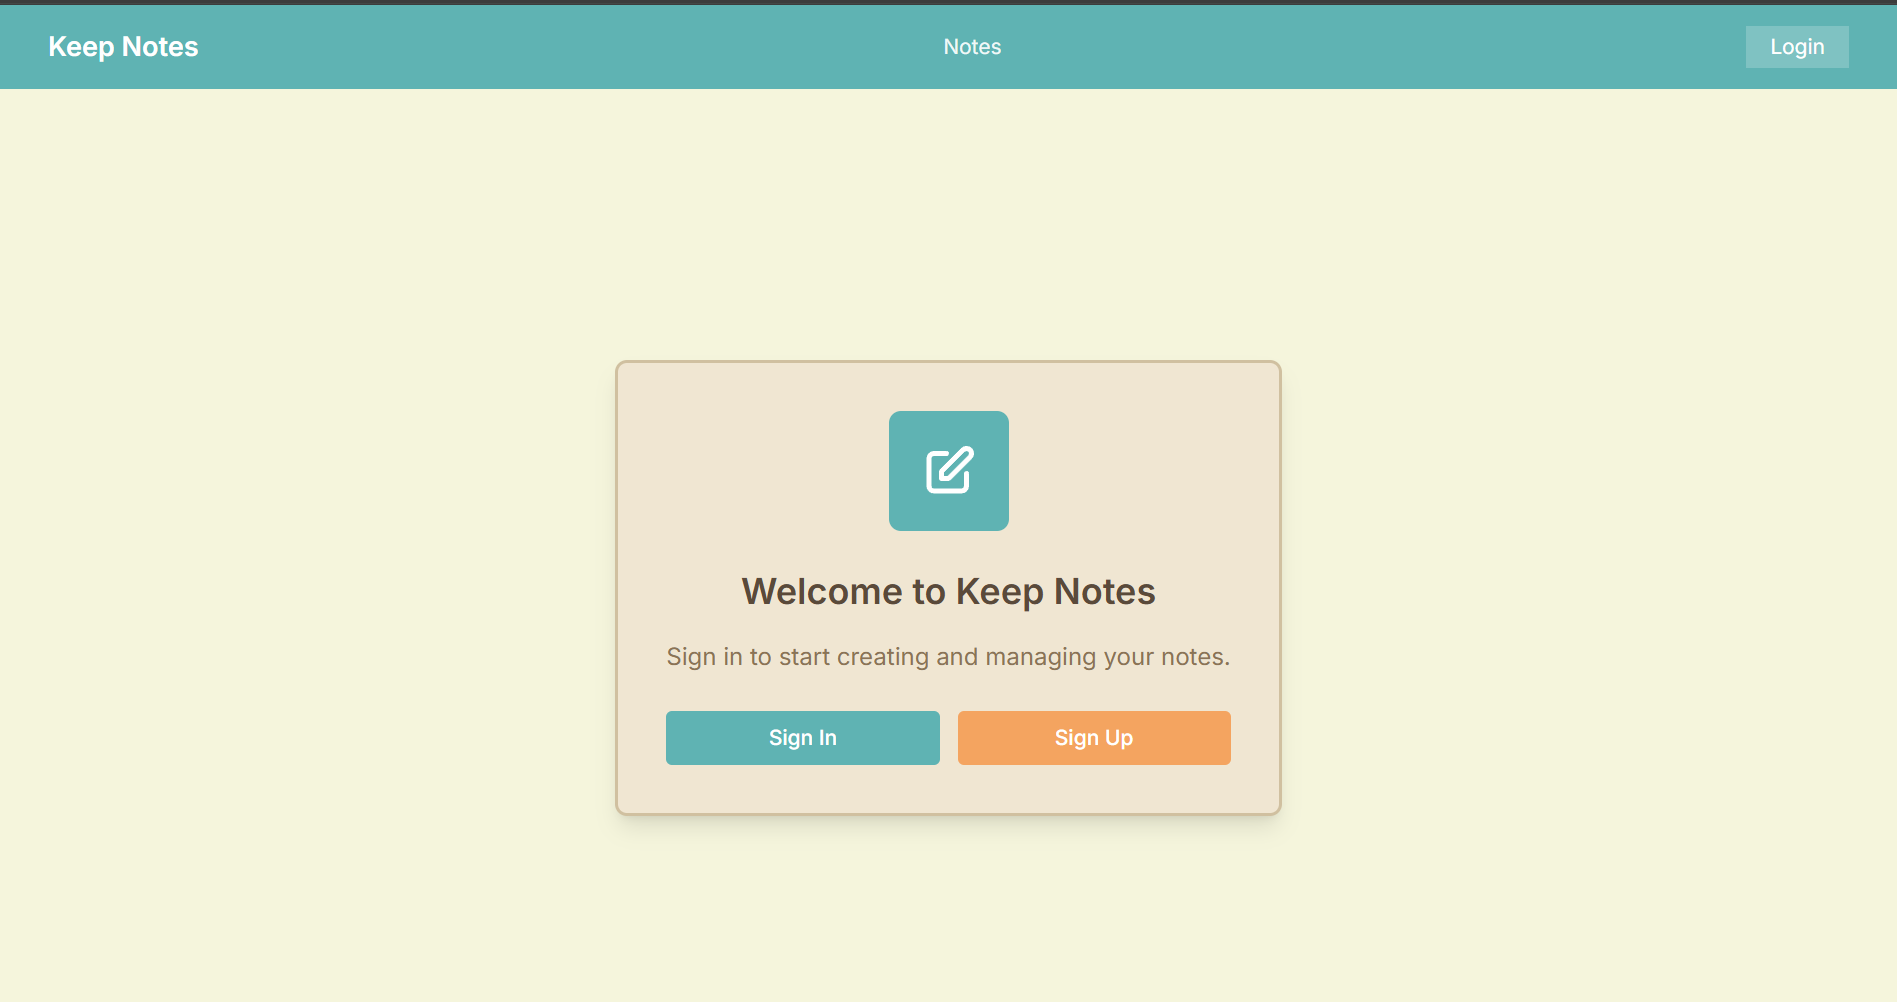 Keep Notes
Notes
Login
Welcome to Keep Notes
Sign in to start creating and managing your notes.
Sign In
Sign Up